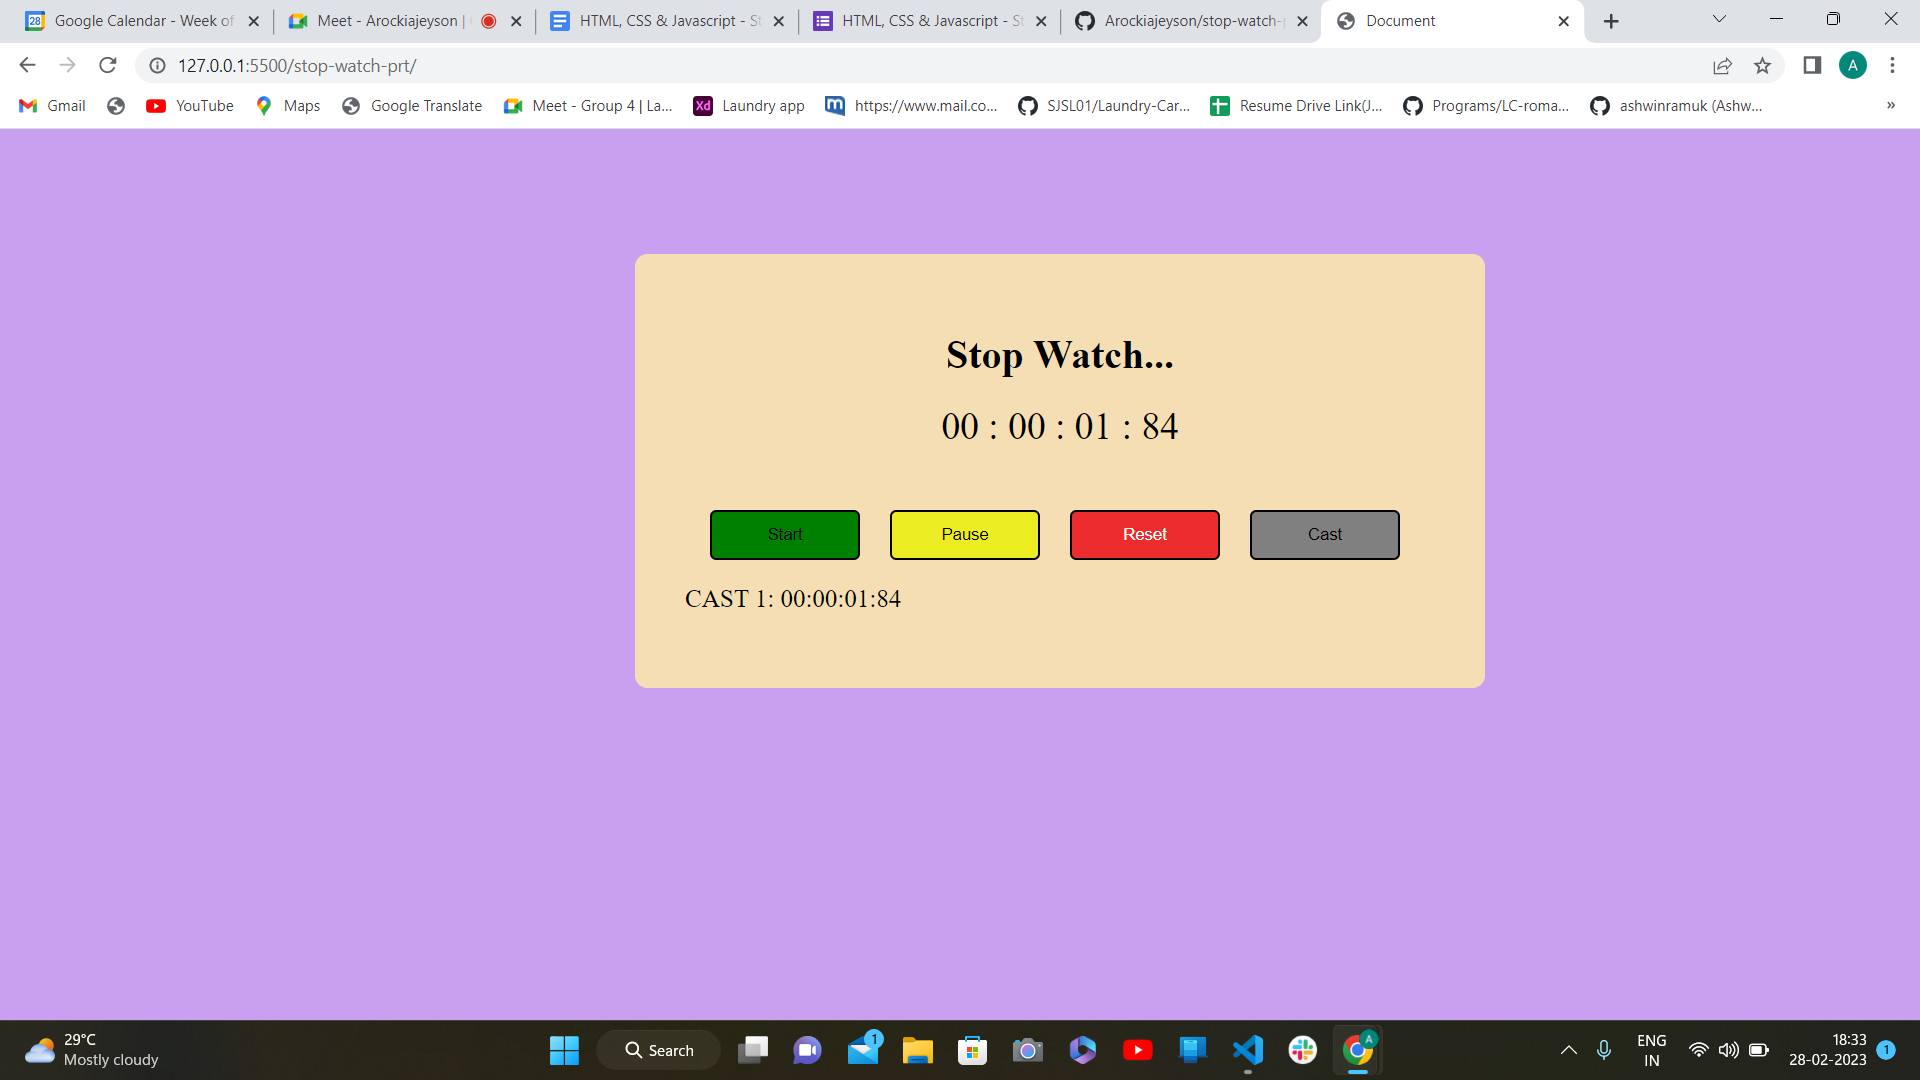 28 Google Calendar - Week of
Meet - Arockiajeyson |
HTML, CSS & Javascript - St
HTML, CSS & Javascript - St
Arockiajeyson/stop-watch-p
Document
127.0.0.1:5500/stop-watch-prt/
A
Gmail
YouTube
Maps
Google Translate
Meet - Group 4 | La...
Xd Laundry app
https://www.mail.co...
SJSL01/Laundry-Car...
Resume Drive Link(J...
Programs/LC-roma...
ashwinramuk (Ashw...
»
Stop Watch...
00 : 00 : 01 : 84
Start
Pause
Reset
Cast
CAST 1: 00:00:01:84
29°C
Mostly cloudy
Search
1
A
ENG
IN
18:33
28-02-2023
1